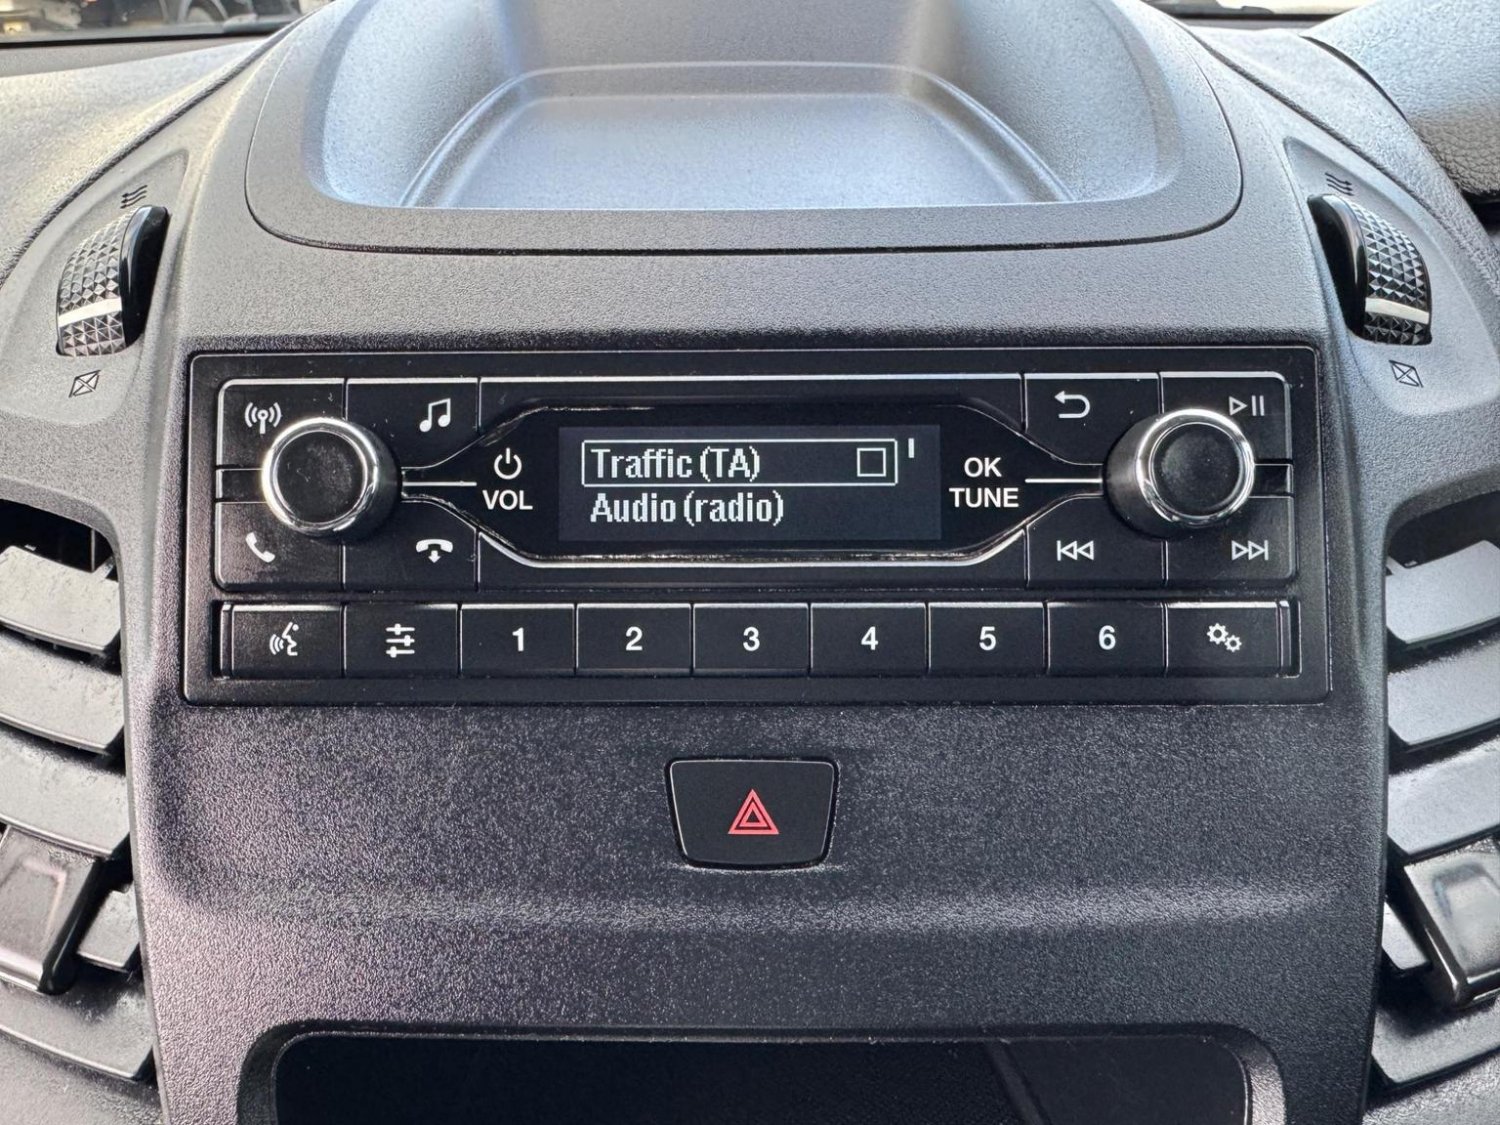 VOL
Traffic (TA)
Audio (radio)
OK
TUNE
1 2 3 4 5 6